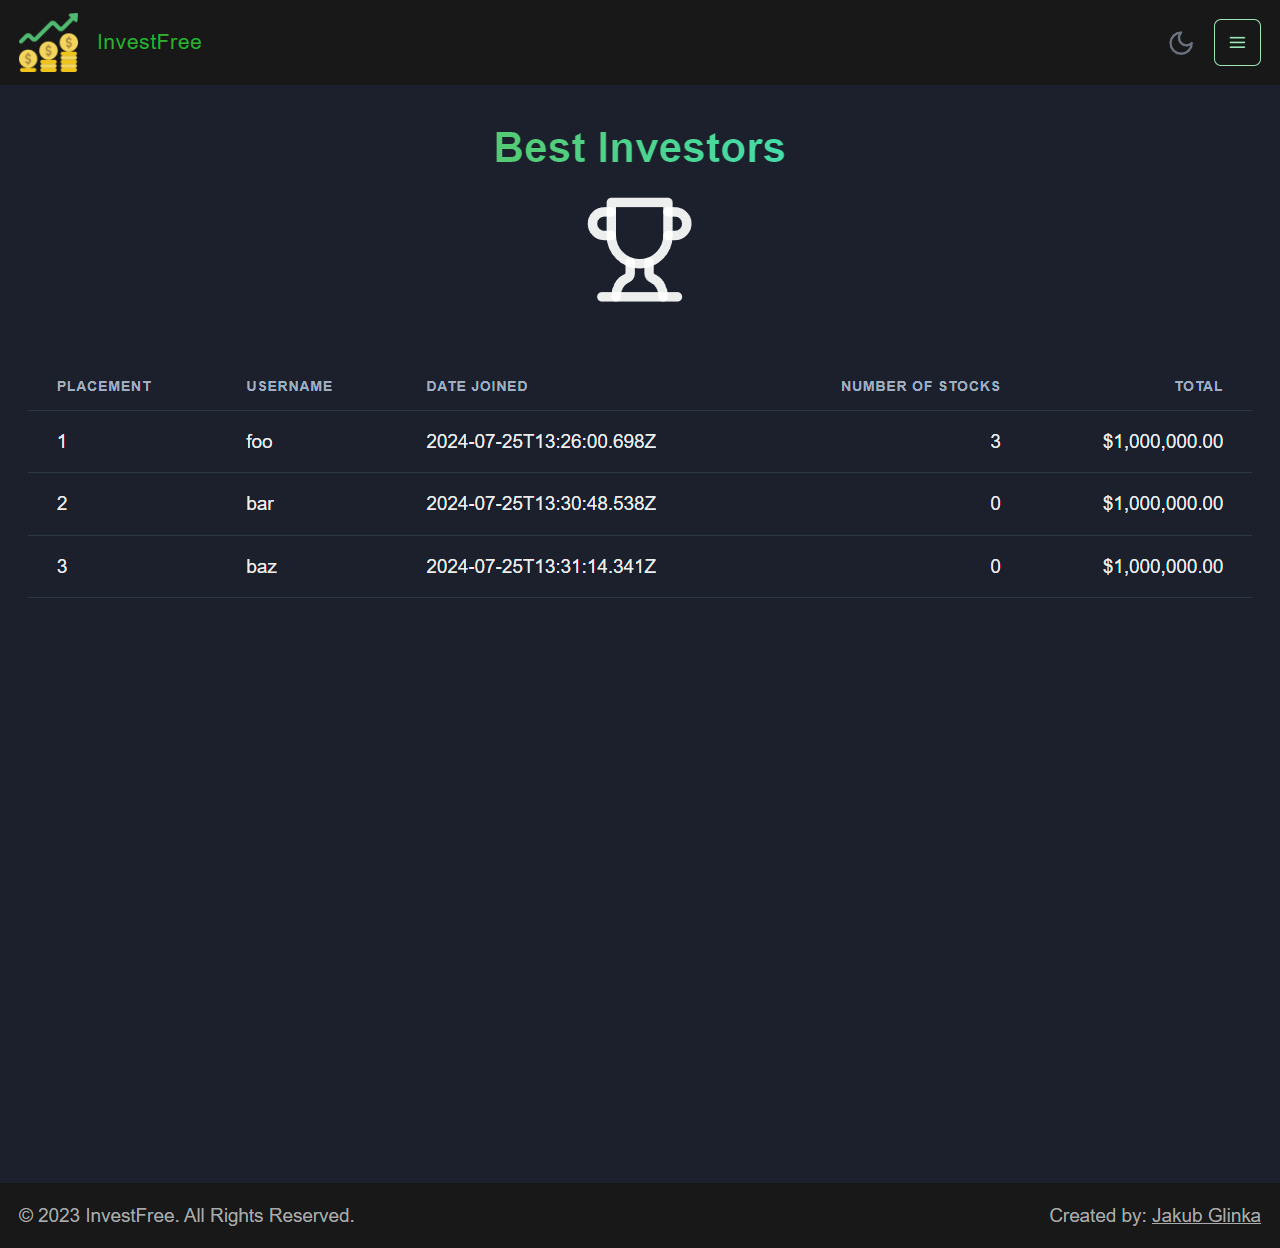 InvestFree
Best Investors
PLACEMENT USERNAME DATE JOINED NUMBER OF STOCKS TOTAL
1 foo 2024-07-25T13:26:00.698Z 3 $1,000,000.00
2 bar 2024-07-25T13:30:48.538Z 0 $1,000,000.00
3 baz 2024-07-25T13:31:14.341Z 0 $1,000,000.00
© 2023 InvestFree. All Rights Reserved. Created by: Jakub Glinka